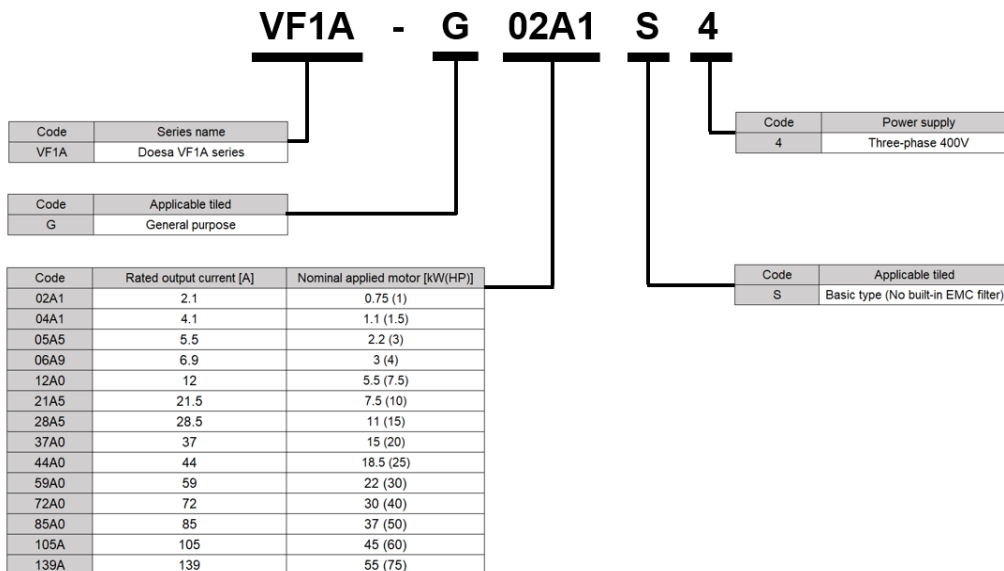 VF1A - G 02A1 S 4
Code Series name
VF1A Doesa VF1A series
Code Applicable tiled
G General purpose
Code Rated output current [A] Nominal applied motor [kW(HP)]
02A1 2.1 0.75 (1)
04A1 4.1 1.1 (1.5)
05A5 5.5 2.2 (3)
06A9 6.9 3 (4)
12A0 12 5.5 (7.5)
21A5 21.5 7.5 (10)
28A5 28.5 11 (15)
37A0 37 15 (20)
44A0 44 18.5 (25)
59A0 59 22 (30)
72A0 72 30 (40)
85A0 85 37 (50)
105A 105 45 (60)
139A 139 55 (75)
Code Power supply
4 Three-phase 400V
Code Applicable tiled
S Basic type (No built-in EMC filter)